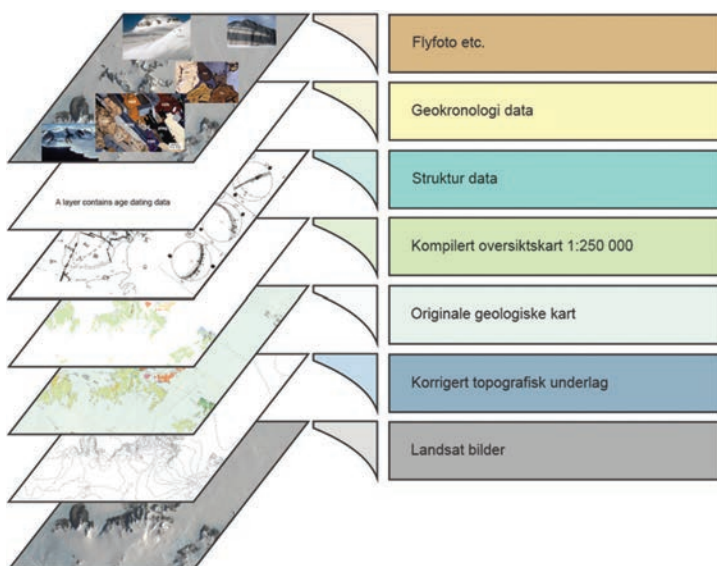 Flyfoto etc.
Geokronologi data
A layer contains age dating data
Struktur data
Kompilert oversiktskart 1:250 000
Originale geologiske kart
Korrigert topografisk underlag
Landsat bilder